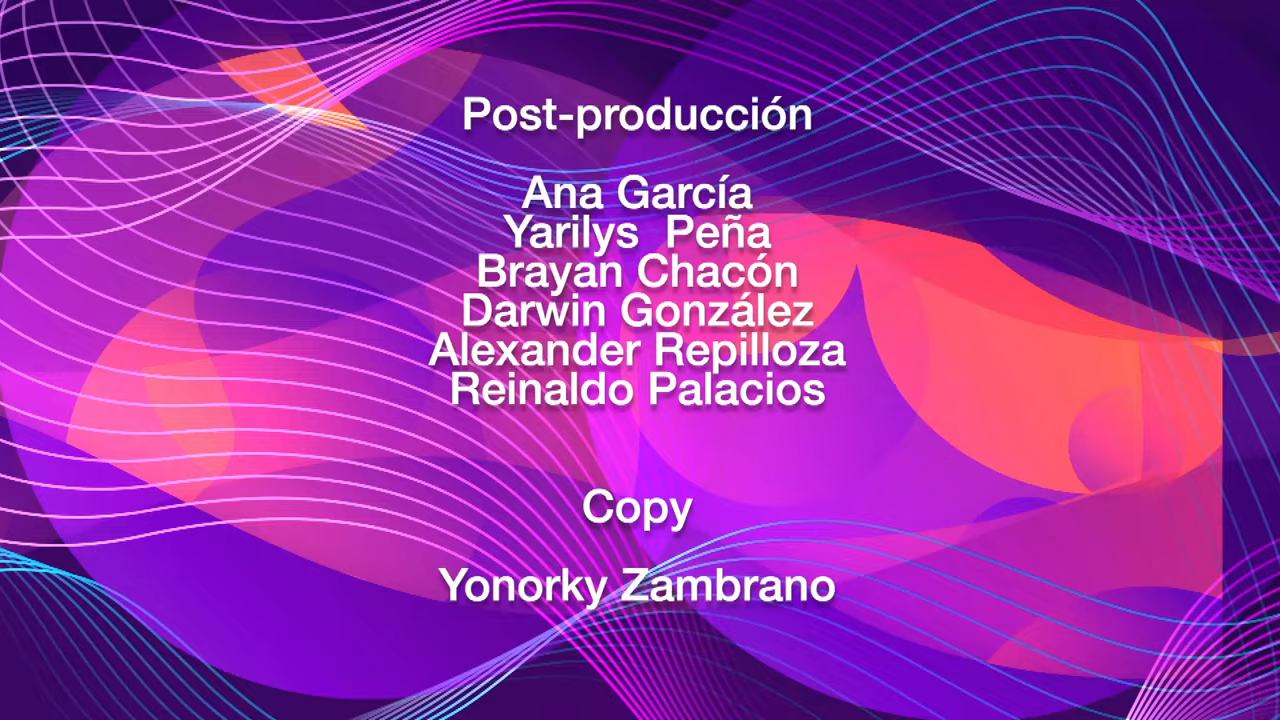 Post-producción
Ana García
Yarilys  Peña
Brayan Chacón
Darwin González
Alexander Repilloza
Reinaldo Palacios
Copy
Yonorky Zambrano